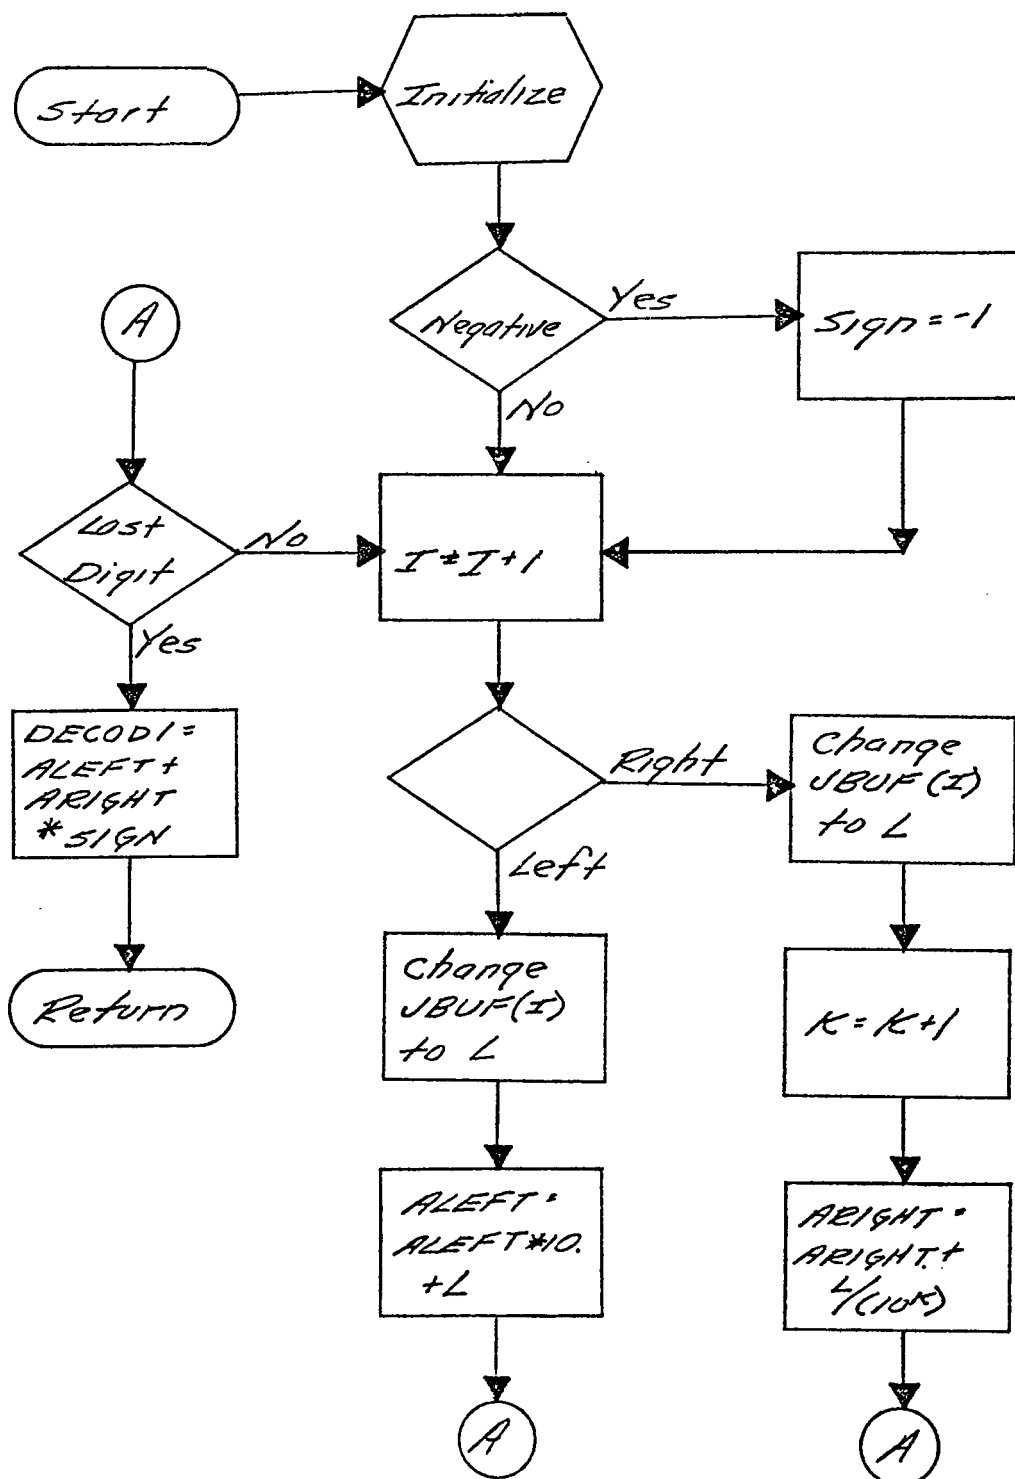 Start
Initialize
Negative
Yes
Sign = -1
No
A
Last
Digit
No
Yes
I = I + 1
DECOD1 =
ALEFT +
ARIGHT
* SIGN
Return
Right
Left
Change
JBUF(I)
to L
K = K + 1
ARIGHT =
ARIGHT +
L/(10K)
A
Change
JBUF(I)
to L
ALEFT =
ALEFT * 10.
+ L
A